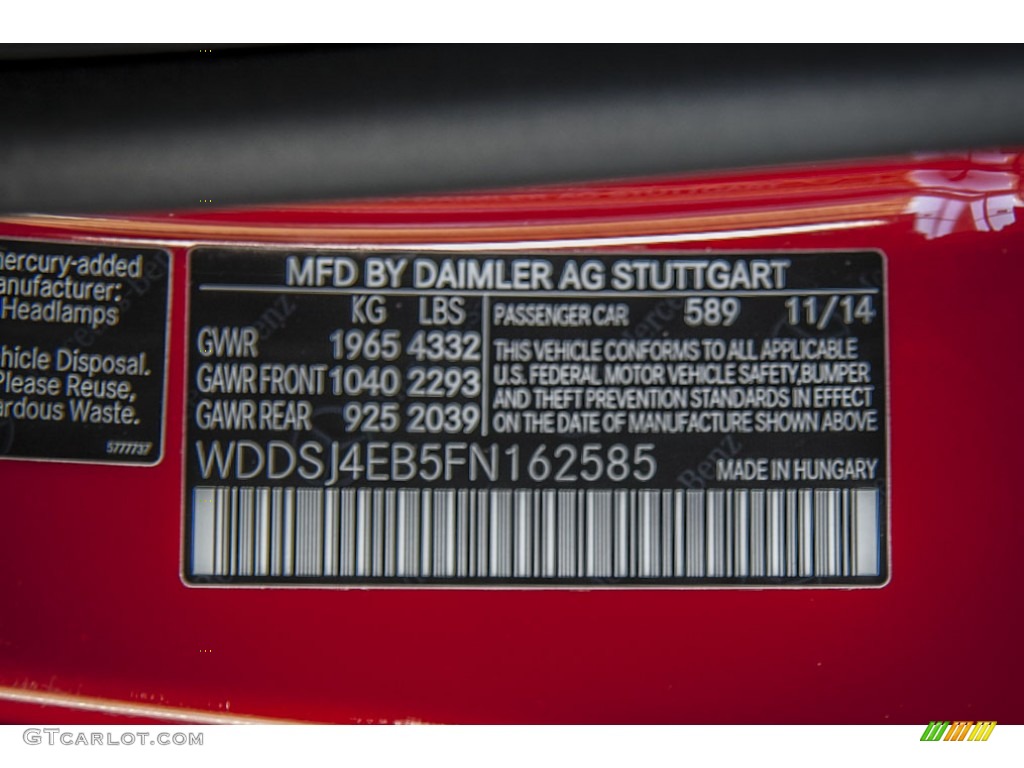 mercury-added
anufacturer:
Headlamps
hicle Disposal.
Please Reuse,
ardous Waste.
5777737
MFD BY DAIMLER AG STUTTGART
KG LBS
GWR 1965 4332
GAWR FRONT 1040 2293
GAWR REAR 925 2039
PASSENGER CAR 589 11/14
THIS VEHICLE CONFORMS TO ALL APPLICABLE
U.S. FEDERAL MOTOR VEHICLE SAFETY,BUMPER
AND THEFT PREVENTION STANDARDS IN EFFECT
ON THE DATE OF MANUFACTURE SHOWN ABOVE
WDDSJ4EB5FN162585 MADE IN HUNGARY
GTCARLOT.COM